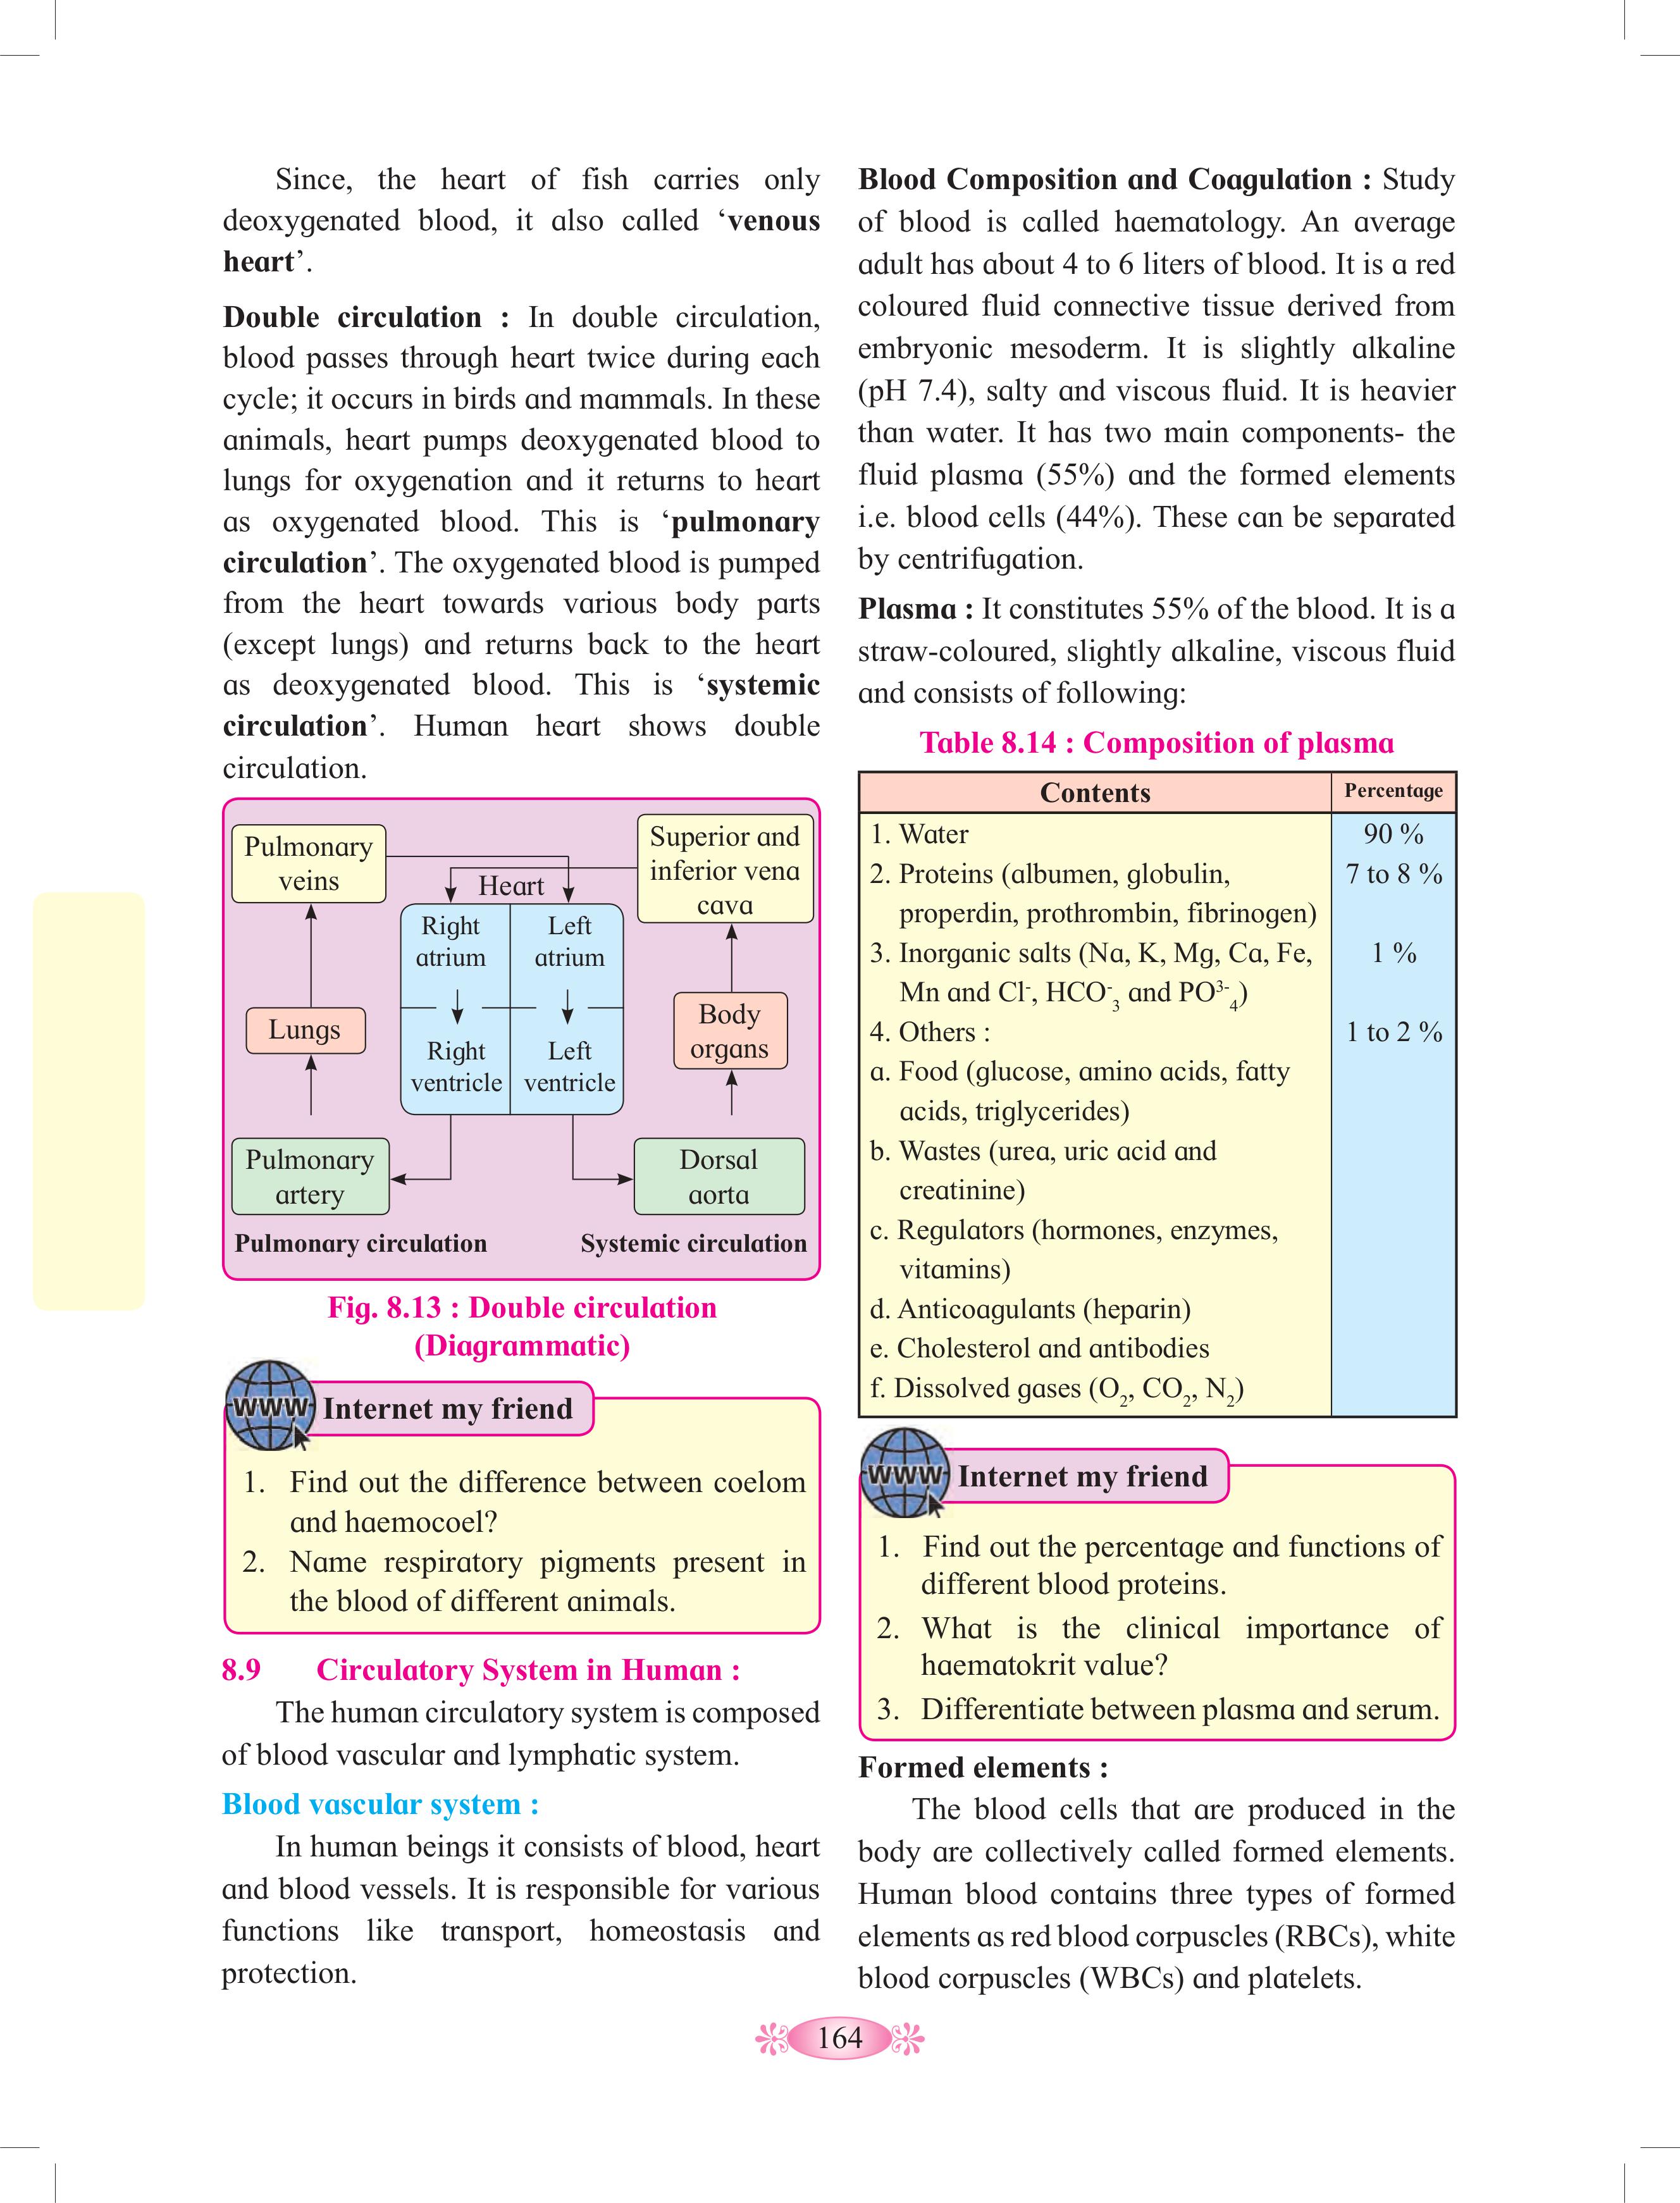 Since, the heart of fish carries only
deoxygenated blood, it also called ‘venous
heart’.
Double circulation : In double circulation,
blood passes through heart twice during each
cycle; it occurs in birds and mammals. In these
animals, heart pumps deoxygenated blood to
lungs for oxygenation and it returns to heart
as oxygenated blood. This is ‘pulmonary
circulation’. The oxygenated blood is pumped
from the heart towards various body parts
(except lungs) and returns back to the heart
as deoxygenated blood. This is ‘systemic
circulation’. Human heart shows double
circulation.
Pulmonary
veins
Heart
Superior and
inferior vena
cava
Right
atrium
Left
atrium
Lungs
Body
organs
Right
ventricle
Left
ventricle
Pulmonary
artery
Dorsal
aorta
Pulmonary circulation
Systemic circulation
Fig. 8.13 : Double circulation
(Diagrammatic)
WWW
Internet my friend
1. Find out the difference between coelom
and haemocoel?
2. Name respiratory pigments present in
the blood of different animals.
8.9 Circulatory System in Human :
The human circulatory system is composed
of blood vascular and lymphatic system.
Blood vascular system :
In human beings it consists of blood, heart
and blood vessels. It is responsible for various
functions like transport, homeostasis and
protection.
Blood Composition and Coagulation : Study
of blood is called haematology. An average
adult has about 4 to 6 liters of blood. It is a red
coloured fluid connective tissue derived from
embryonic mesoderm. It is slightly alkaline
(pH 7.4), salty and viscous fluid. It is heavier
than water. It has two main components- the
fluid plasma (55%) and the formed elements
i.e. blood cells (44%). These can be separated
by centrifugation.
Plasma : It constitutes 55% of the blood. It is a
straw-coloured, slightly alkaline, viscous fluid
and consists of following:
Table 8.14 : Composition of plasma
Contents Percentage
1. Water 90 %
2. Proteins (albumen, globulin, 7 to 8 %
properdin, prothrombin, fibrinogen)
3. Inorganic salts (Na, K, Mg, Ca, Fe, 1 %
Mn and Cl⁻, HCO⁻₃ and PO³⁻₄)
4. Others : 1 to 2 %
a. Food (glucose, amino acids, fatty
acids, triglycerides)
b. Wastes (urea, uric acid and
creatinine)
c. Regulators (hormones, enzymes,
vitamins)
d. Anticoagulants (heparin)
e. Cholesterol and antibodies
f. Dissolved gases (O₂, CO₂, N₂)
WWW
Internet my friend
1. Find out the percentage and functions of
different blood proteins.
2. What is the clinical importance of
haematokrit value?
3. Differentiate between plasma and serum.
Formed elements :
The blood cells that are produced in the
body are collectively called formed elements.
Human blood contains three types of formed
elements as red blood corpuscles (RBCs), white
blood corpuscles (WBCs) and platelets.
164